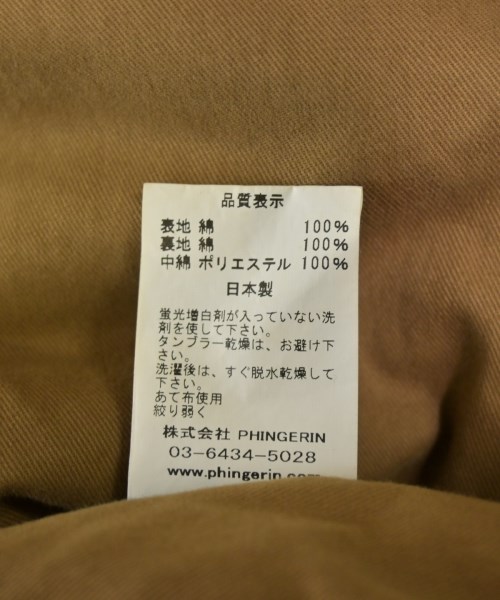 品質表示
表地 綿 100%
裏地 綿 100%
中綿 ポリエステル 100%
日本製
蛍光増白剤が入っていない洗
剤を使して下さい。
タンブラー乾燥は、お避け下
さい。
洗濯後は、すぐ脱水乾燥して
下さい。
あて布使用
絞り弱く
株式会社 PHINGERIN
03-6434-5028
www.phingerin.com